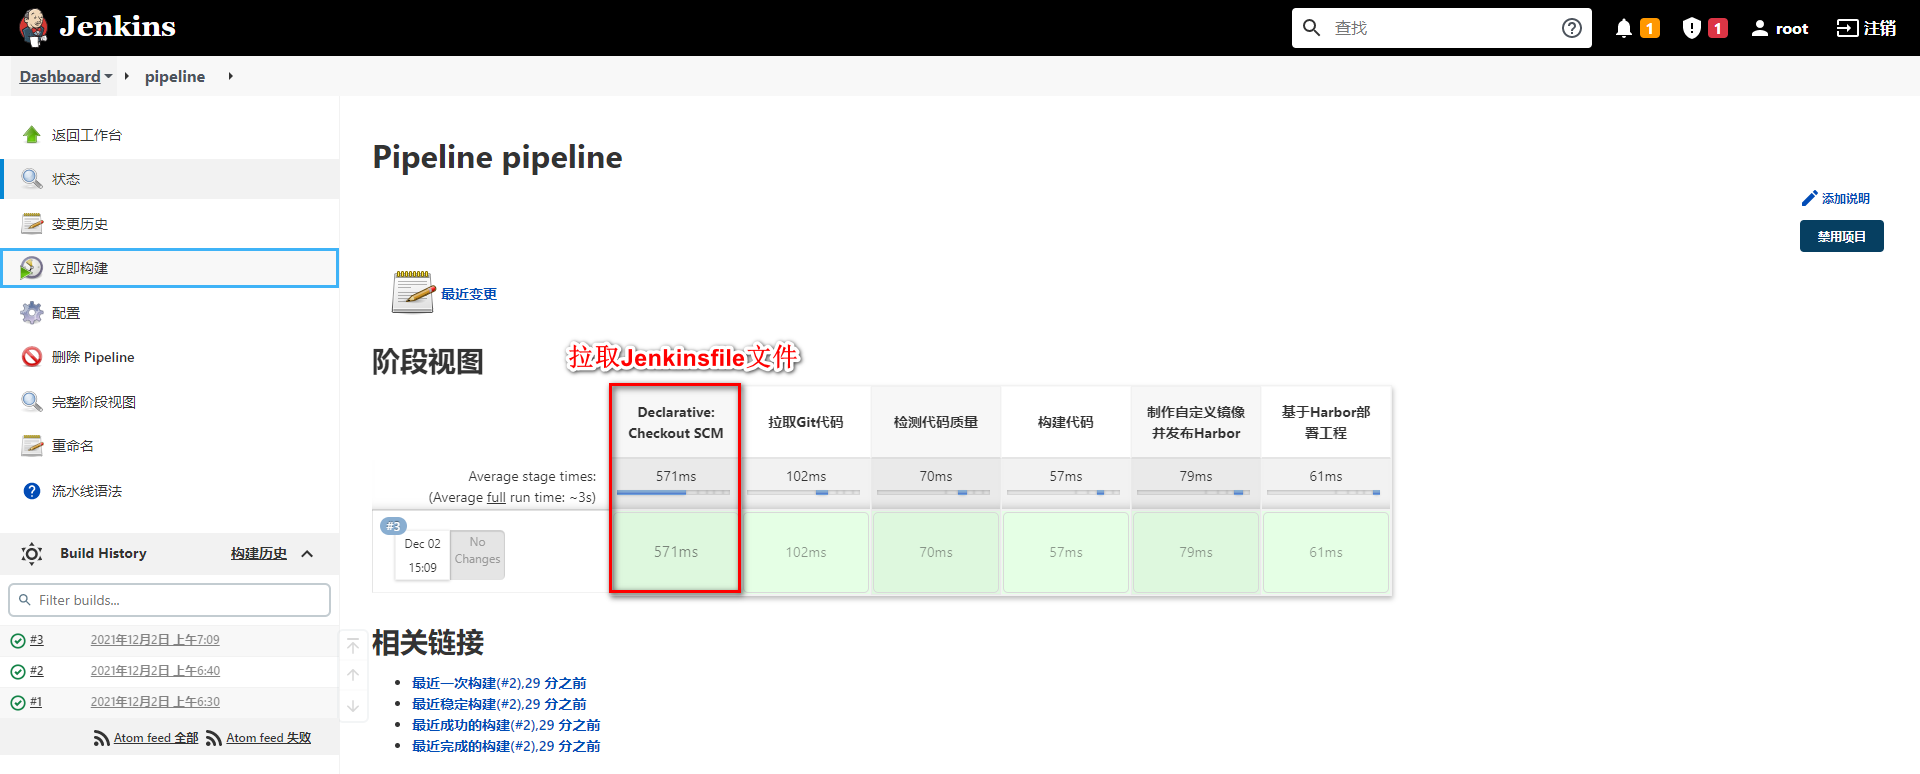 Jenkins
查找
1
1
root
注销
Dashboard
pipeline
返回工作台
状态
变更历史
立即构建
配置
删除 Pipeline
完整阶段视图
重命名
流水线语法
Build History
构建历史
Filter builds...
#3
2021年12月2日 上午7:09
#2
2021年12月2日 上午6:40
#1
2021年12月2日 上午6:30
Atom feed 全部
Atom feed 失败
Pipeline pipeline
添加说明
禁用项目
最近变更
阶段视图
拉取Jenkinsfile文件
Declarative:
Checkout SCM
拉取Git代码
检测代码质量
构建代码
制作自定义镜像
并发布Harbor
基于Harbor部
署工程
Average stage times:
(Average full run time: ~3s)
571ms
102ms
70ms
57ms
79ms
61ms
#3
Dec 02
15:09
No
Changes
571ms
102ms
70ms
57ms
79ms
61ms
相关链接
最近一次构建(#2),29 分之前
最近稳定构建(#2),29 分之前
最近成功的构建(#2),29 分之前
最近完成的构建(#2),29 分之前